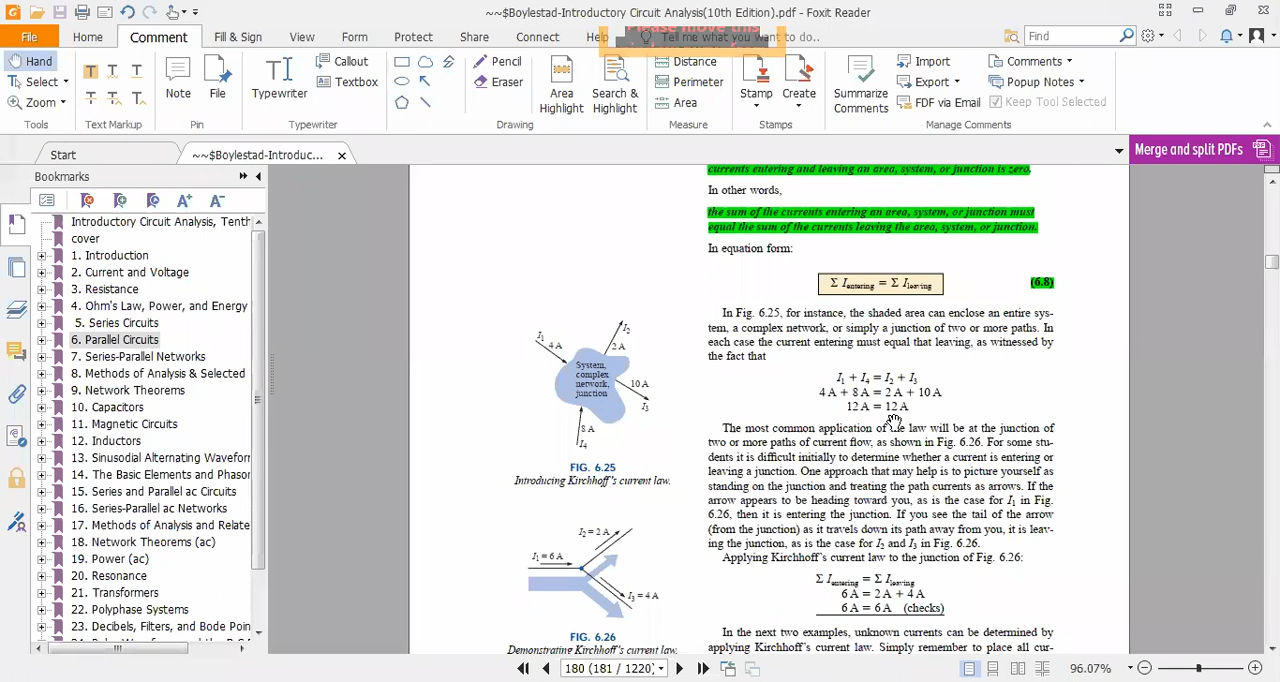 ~~$Boylestad-Introductory Circuit Analysis(10th Edition).pdf - Foxit Reader
File Home Comment Fill & Sign View Form Protect Share Connect Help Tell me what you want to do..
Please move this
Find
Hand
Select
Zoom
Tools
Text Markup
Note
File
Pin
Typewriter
Callout
Textbox
Typewriter
Pencil
Eraser
Drawing
Area Highlight
Search & Highlight
Distance
Perimeter
Area
Measure
Stamp
Create
Stamps
Summarize Comments
Import
Export
FDF via Email
Comments
Popup Notes
Keep Tool Selected
Manage Comments
Start
~~$Boylestad-Introduc...
Merge and split PDFs
Bookmarks
Introductory Circuit Analysis, Tenth
cover
1. Introduction
2. Current and Voltage
3. Resistance
4. Ohm's Law, Power, and Energy
5. Series Circuits
6. Parallel Circuits
7. Series-Parallel Networks
8. Methods of Analysis & Selected
9. Network Theorems
10. Capacitors
11. Magnetic Circuits
12. Inductors
13. Sinusodial Alternating Wavefor
14. The Basic Elements and Phasor
15. Series and Parallel ac Circuits
16. Series-Parallel ac Networks
17. Methods of Analysis and Relate
18. Network Theorems (ac)
19. Power (ac)
20. Resonance
21. Transformers
22. Polyphase Systems
23. Decibels, Filters, and Bode Poin
currents entering and leaving an area, system, or junction is zero.
In other words,
the sum of the currents entering an area, system, or junction must
equal the sum of the currents leaving the area, system, or junction.
In equation form:
Σ Ientering = Σ Ileaving (6.8)
In Fig. 6.25, for instance, the shaded area can enclose an entire sys-
tem, a complex network, or simply a junction of two or more paths. In
each case the current entering must equal that leaving, as witnessed by
the fact that
I1 + I4 = I2 + I3
4 A + 8 A = 2 A + 10 A
12 A = 12 A
The most common application of the law will be at the junction of
two or more paths of current flow, as shown in Fig. 6.26. For some stu-
dents it is difficult initially to determine whether a current is entering or
leaving a junction. One approach that may help is to picture yourself as
standing on the junction and treating the path currents as arrows. If the
arrow appears to be heading toward you, as is the case for I1 in Fig.
6.26, then it is entering the junction. If you see the tail of the arrow
(from the junction) as it travels down its path away from you, it is leav-
ing the junction, as is the case for I2 and I3 in Fig. 6.26.
Applying Kirchhoff's current law to the junction of Fig. 6.26:
Σ Ientering = Σ Ileaving
6 A = 2 A + 4 A
6 A = 6 A (checks)
In the next two examples, unknown currents can be determined by
applying Kirchhoff's current law. Simply remember to place all cur-
I1
4 A
I2
2 A
System,
complex
network,
junction
10 A
I3
8 A
I4
FIG. 6.25
Introducing Kirchhoff's current law.
I2 = 2 A
I1 = 6 A
I3 = 4 A
FIG. 6.26
Demonstrating Kirchhoff's current law.
180 (181 / 1220)
96.07%